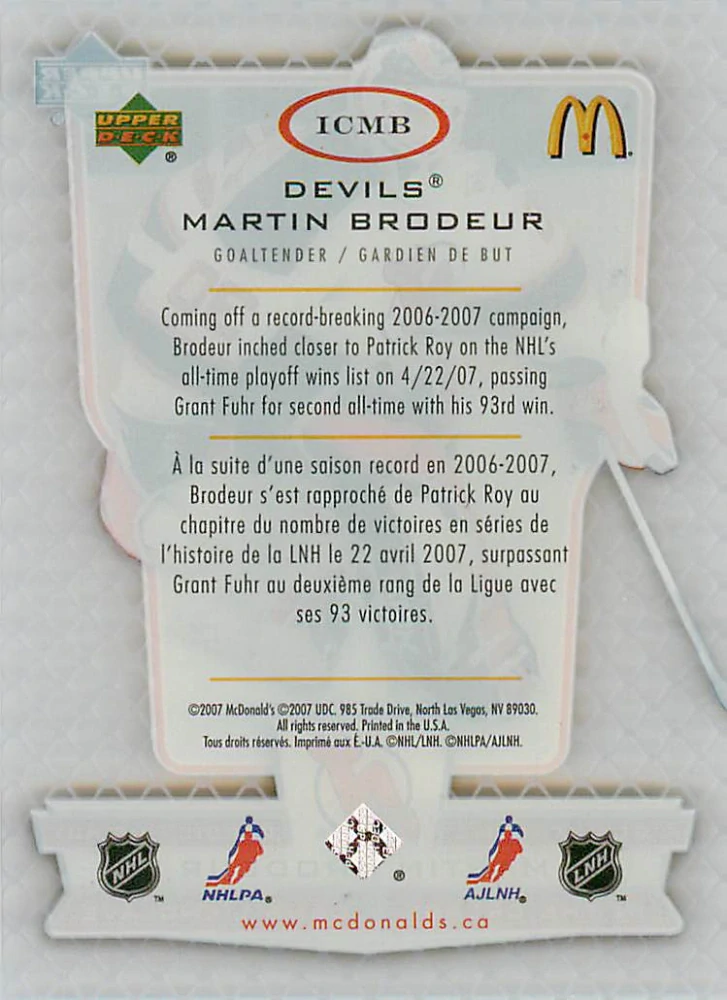 UPPER
DECK
®
ICMB
M.
DEVILS®
MARTIN BRODEUR
GOALTENDER / GARDIEN DE BUT
Coming off a record-breaking 2006-2007 campaign,
Brodeur inched closer to Patrick Roy on the NHL's
all-time playoff wins list on 4/22/07, passing
Grant Fuhr for second all-time with his 93rd win.
À la suite d'une saison record en 2006-2007,
Brodeur s'est rapproché de Patrick Roy au
chapitre du nombre de victoires en séries de
l'histoire de la LNH le 22 avril 2007, surpassant
Grant Fuhr au deuxième rang de la Ligue avec
ses 93 victoires.
©2007 McDonald's ©2007 UDC. 985 Trade Drive, North Las Vegas, NV 89030.
All rights reserved. Printed in the U.S.A.
Tous droits réservés. Imprimé aux É.-U.A. ©NHL/LNH. ©NHLPA/AJLNH.
NHL
TM
NHLPA®
®
AJLNH®
LNH
TM
www.mcdonalds.ca